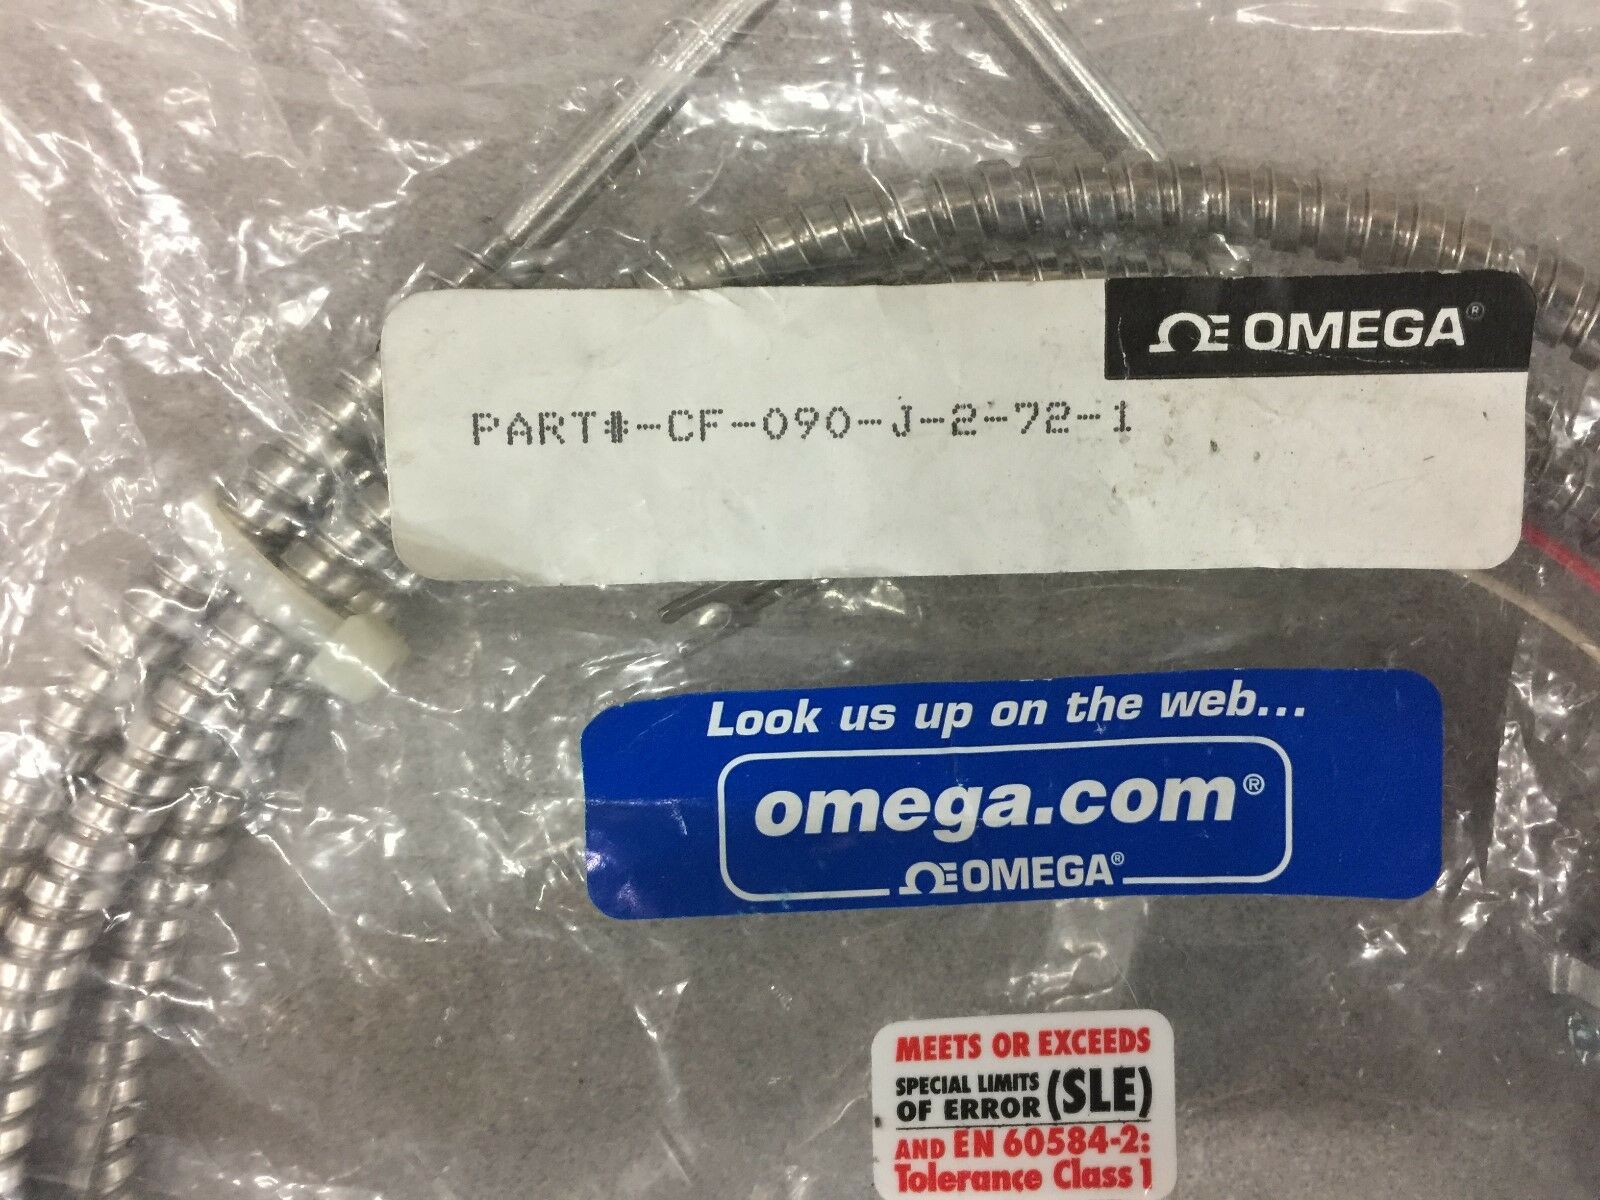 ΩE OMEGA®
PART#-CF-090-J-2-72-1
Look us up on the web...
omega.com®
ΩE OMEGA®
MEETS OR EXCEEDS
SPECIAL LIMITS
OF ERROR (SLE)
AND EN 60584-2:
Tolerance Class 1